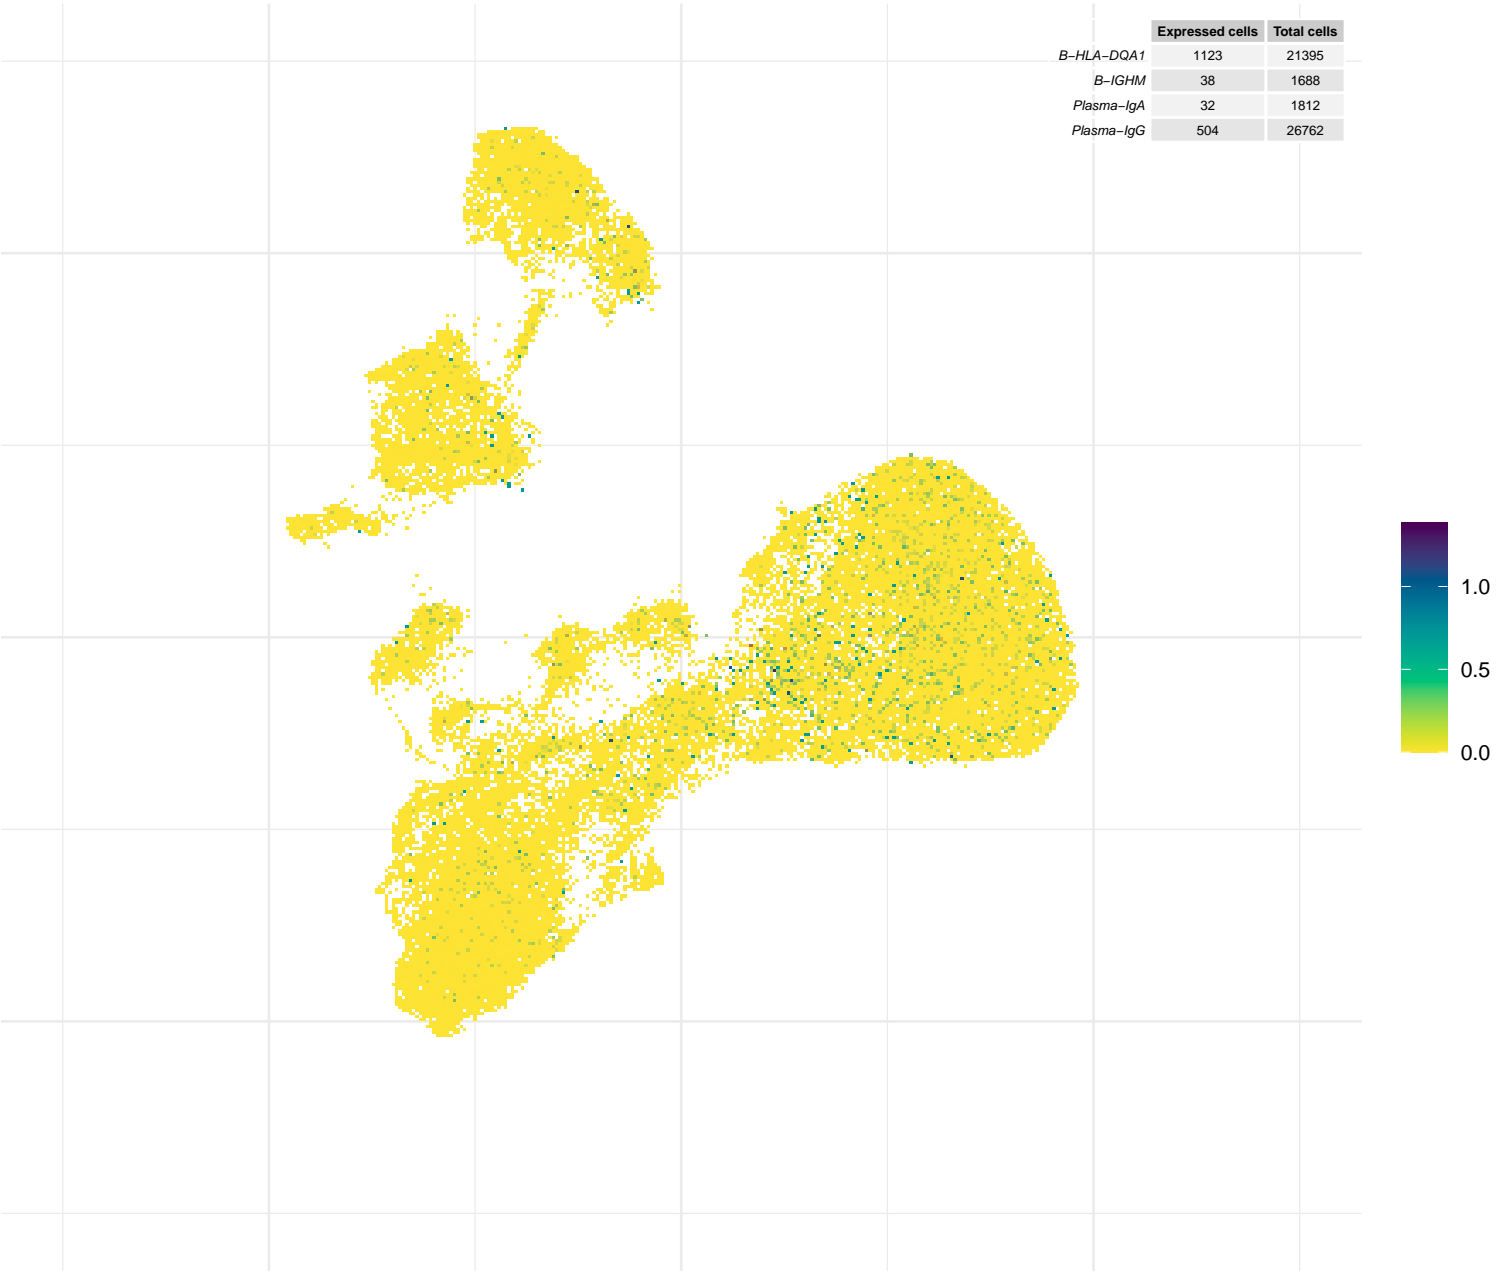 Expressed cells Total cells
B−HLA−DQA1 1123 21395
B−IGHM 38 1688
Plasma−IgA 32 1812
Plasma−IgG 504 26762
1.0
0.5
0.0